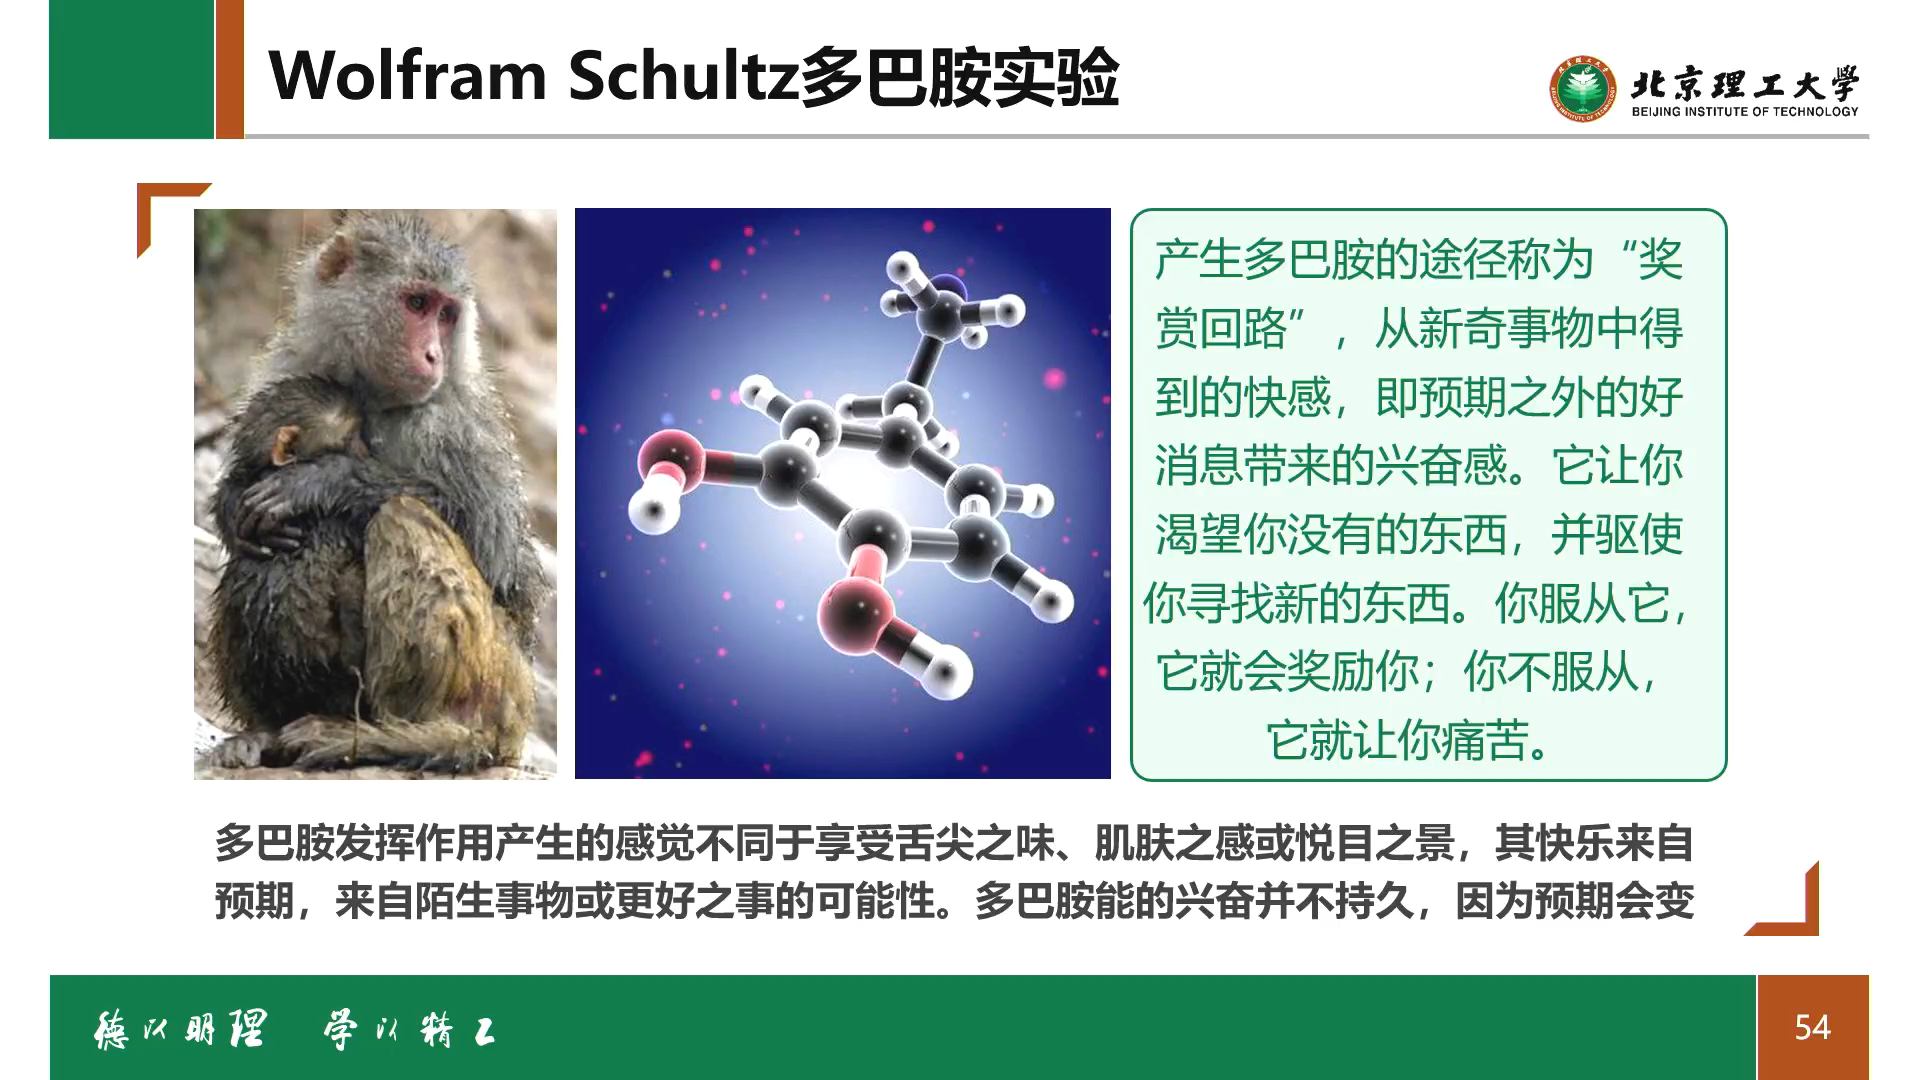 Wolfram Schultz多巴胺实验
北京理工大学
BEIJING INSTITUTE OF TECHNOLOGY
产生多巴胺的途径称为“奖
赏回路”，从新奇事物中得
到的快感，即预期之外的好
消息带来的兴奋感。它让你
渴望你没有的东西，并驱使
你寻找新的东西。你服从它，
它就会奖励你；你不服从，
它就让你痛苦。
多巴胺发挥作用产生的感觉不同于享受舌尖之味、肌肤之感或悦目之景，其快乐来自
预期，来自陌生事物或更好之事的可能性。多巴胺能的兴奋并不持久，因为预期会变
德以明理 学以精工
54